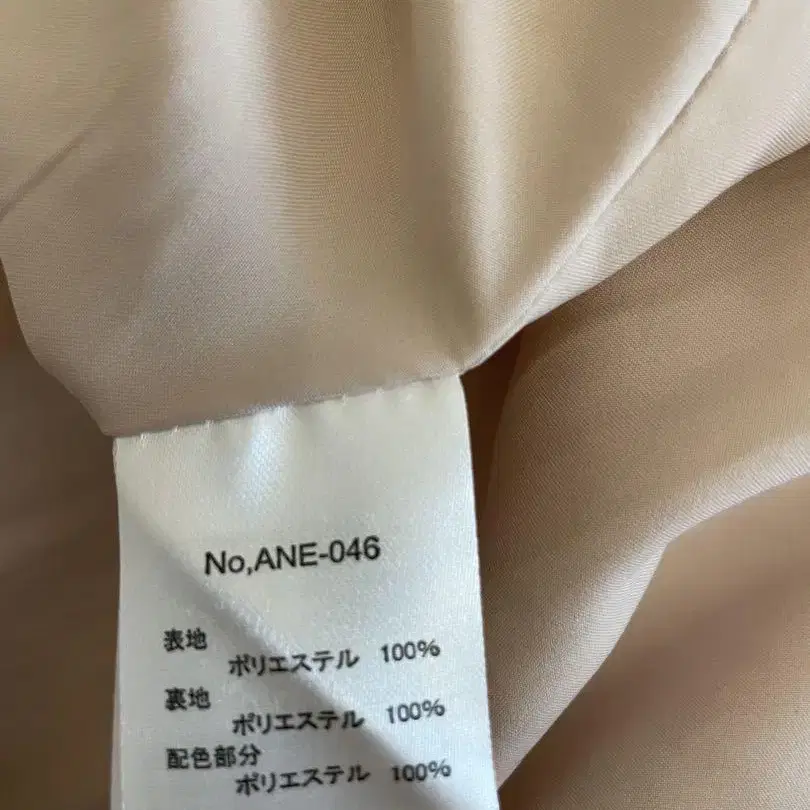 No,ANE-046
表地
ポリエステル 100%
裏地
ポリエステル 100%
配色部分
ポリエステル 100%